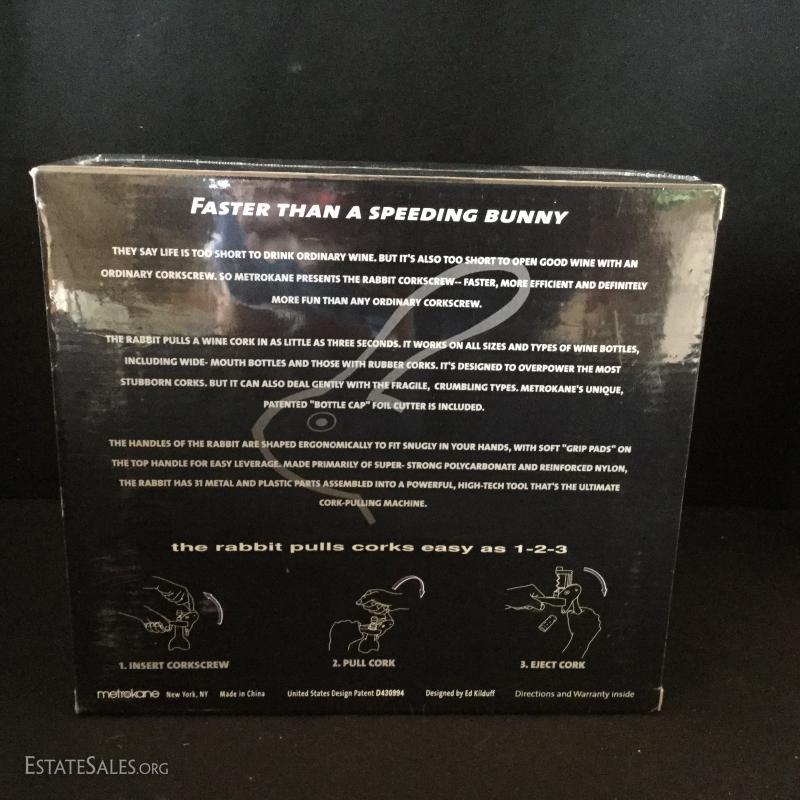 FASTER THAN A SPEEDING BUNNY
THEY SAY LIFE IS TOO SHORT TO DRINK ORDINARY WINE. BUT IT'S ALSO TOO SHORT TO OPEN GOOD WINE WITH AN
ORDINARY CORKSCREW. SO METROKANE PRESENTS THE RABBIT CORKSCREW-- FASTER, MORE EFFICIENT AND DEFINITELY
MORE FUN THAN ANY ORDINARY CORKSCREW.
THE RABBIT PULLS A WINE CORK IN AS LITTLE AS THREE SECONDS. IT WORKS ON ALL SIZES AND TYPES OF WINE BOTTLES,
INCLUDING WIDE- MOUTH BOTTLES AND THOSE WITH RUBBER CORKS. IT'S DESIGNED TO OVERPOWER THE MOST
STUBBORN CORKS. BUT IT CAN ALSO DEAL GENTLY WITH THE FRAGILE, CRUMBLING TYPES. METROKANE'S UNIQUE,
PATENTED "BOTTLE CAP" FOIL CUTTER IS INCLUDED.
THE HANDLES OF THE RABBIT ARE SHAPED ERGONOMICALLY TO FIT SNUGLY IN YOUR HANDS, WITH SOFT "GRIP PADS" ON
THE TOP HANDLE FOR EASY LEVERAGE. MADE PRIMARILY OF SUPER- STRONG POLYCARBONATE AND REINFORCED NYLON,
THE RABBIT HAS 31 METAL AND PLASTIC PARTS ASSEMBLED INTO A POWERFUL, HIGH-TECH TOOL THAT'S THE ULTIMATE
CORK-PULLING MACHINE.
the rabbit pulls corks easy as 1-2-3
1. INSERT CORKSCREW 2. PULL CORK 3. EJECT CORK
metrokane New York, NY Made in China United States Design Patent D430994 Designed by Ed Kilduff Directions and Warranty inside
ESTATESALES.ORG